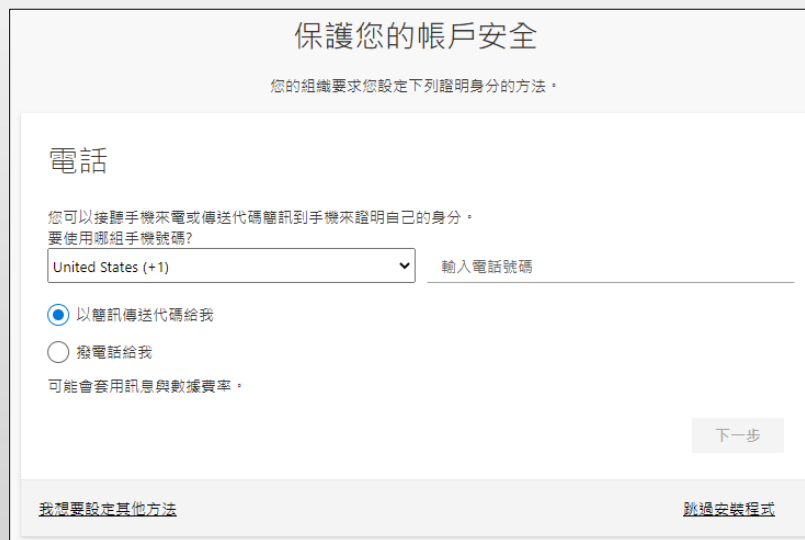 保護您的帳戶安全
您的組織要求您設定下列證明身分的方法。
電話
您可以接聽手機來電或傳送代碼簡訊到手機來證明自己的身分。
要使用哪組手機號碼?
United States (+1)
輸入電話號碼
以簡訊傳送代碼給我
撥電話給我
可能會套用訊息與數據費率。
下一步
我想要設定其他方法
跳過安裝程式